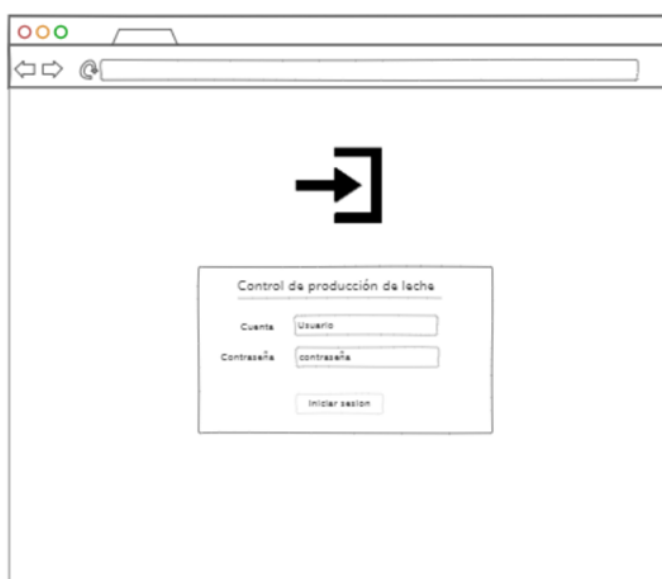 Control de producción de leche
Cuenta Usuario
Contraseña contraseña
Iniciar sesion